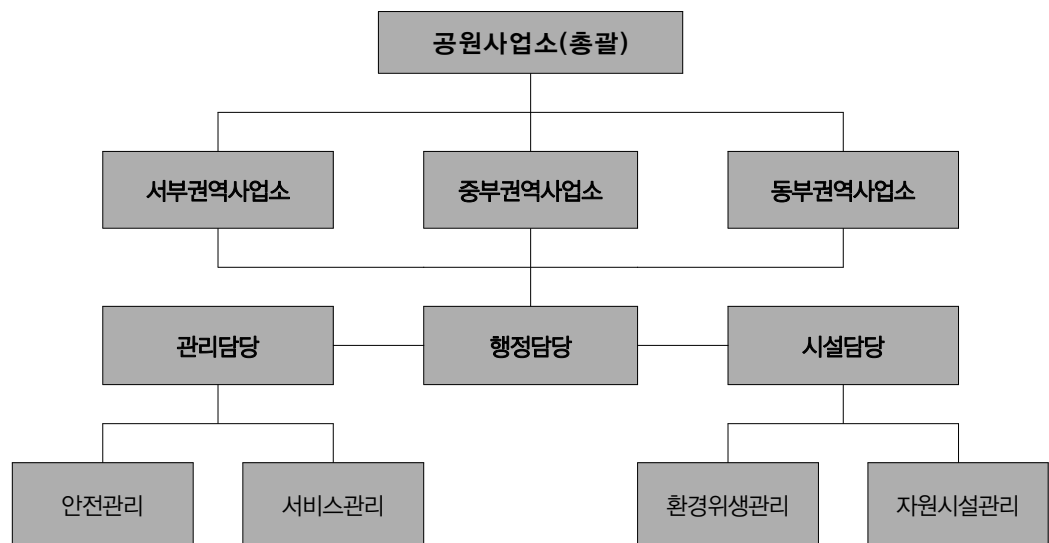 공원사업소(총괄)
서부권역사업소
중부권역사업소
동부권역사업소
관리담당
행정담당
시설담당
안전관리
서비스관리
환경위생관리
자원시설관리